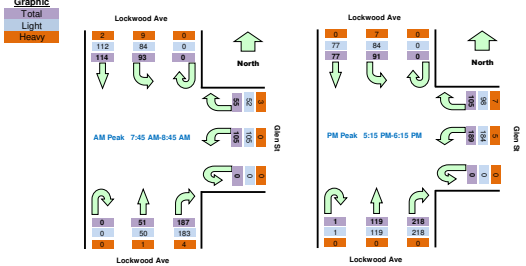 Graphic
Total
Light
Heavy
Lockwood Ave
2 9 0
112 84 0
114 93 0
North
55 52 3
AM Peak 7:45 AM-8:45 AM
105 105 0
Glen St
0 0 0
0 51 187
0 50 183
0 1 4
Lockwood Ave
Lockwood Ave
0 7 0
77 84 0
77 91 0
North
105 98 7
PM Peak 5:15 PM-6:15 PM
189 184 5
Glen St
0 0 0
1 119 218
1 119 218
0 0 0
Lockwood Ave